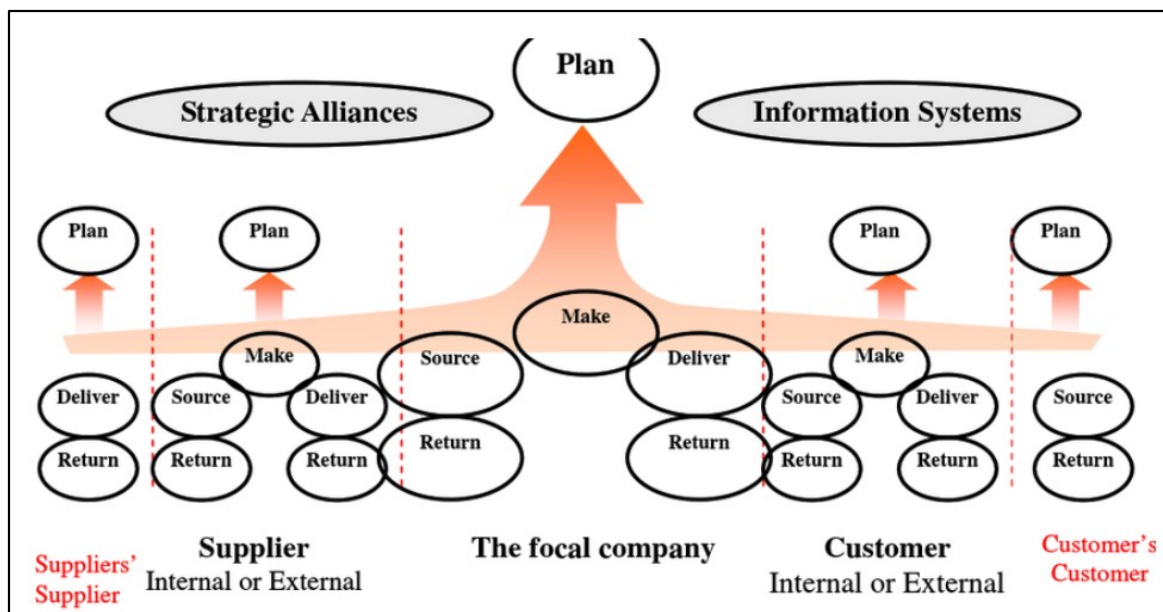 Plan
Strategic Alliances
Information Systems
Plan
Plan
Plan
Plan
Make
Make
Source
Deliver
Make
Deliver
Source
Deliver
Source
Deliver
Source
Return
Return
Return
Return
Return
Return
Return
Return
Suppliers'
Supplier
Supplier
Internal or External
The focal company
Customer
Internal or External
Customer's
Customer